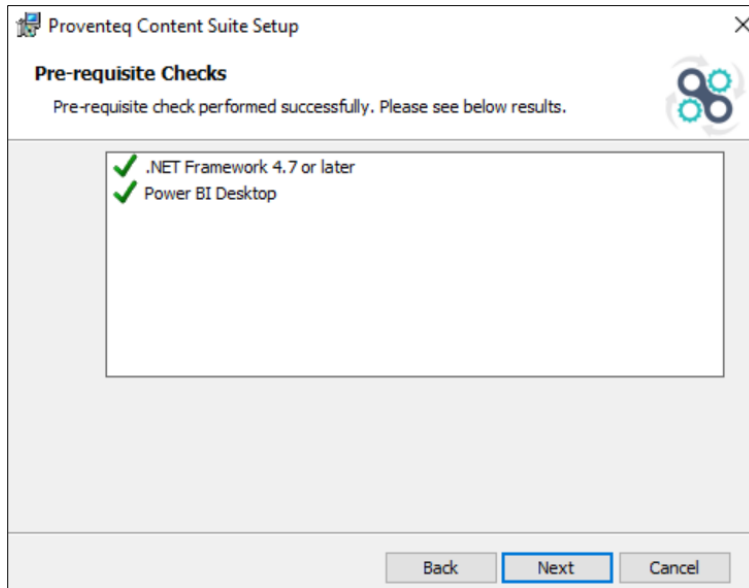 Proventeq Content Suite Setup
Pre-requisite Checks
Pre-requisite check performed successfully. Please see below results.
.NET Framework 4.7 or later
Power BI Desktop
Back Next Cancel